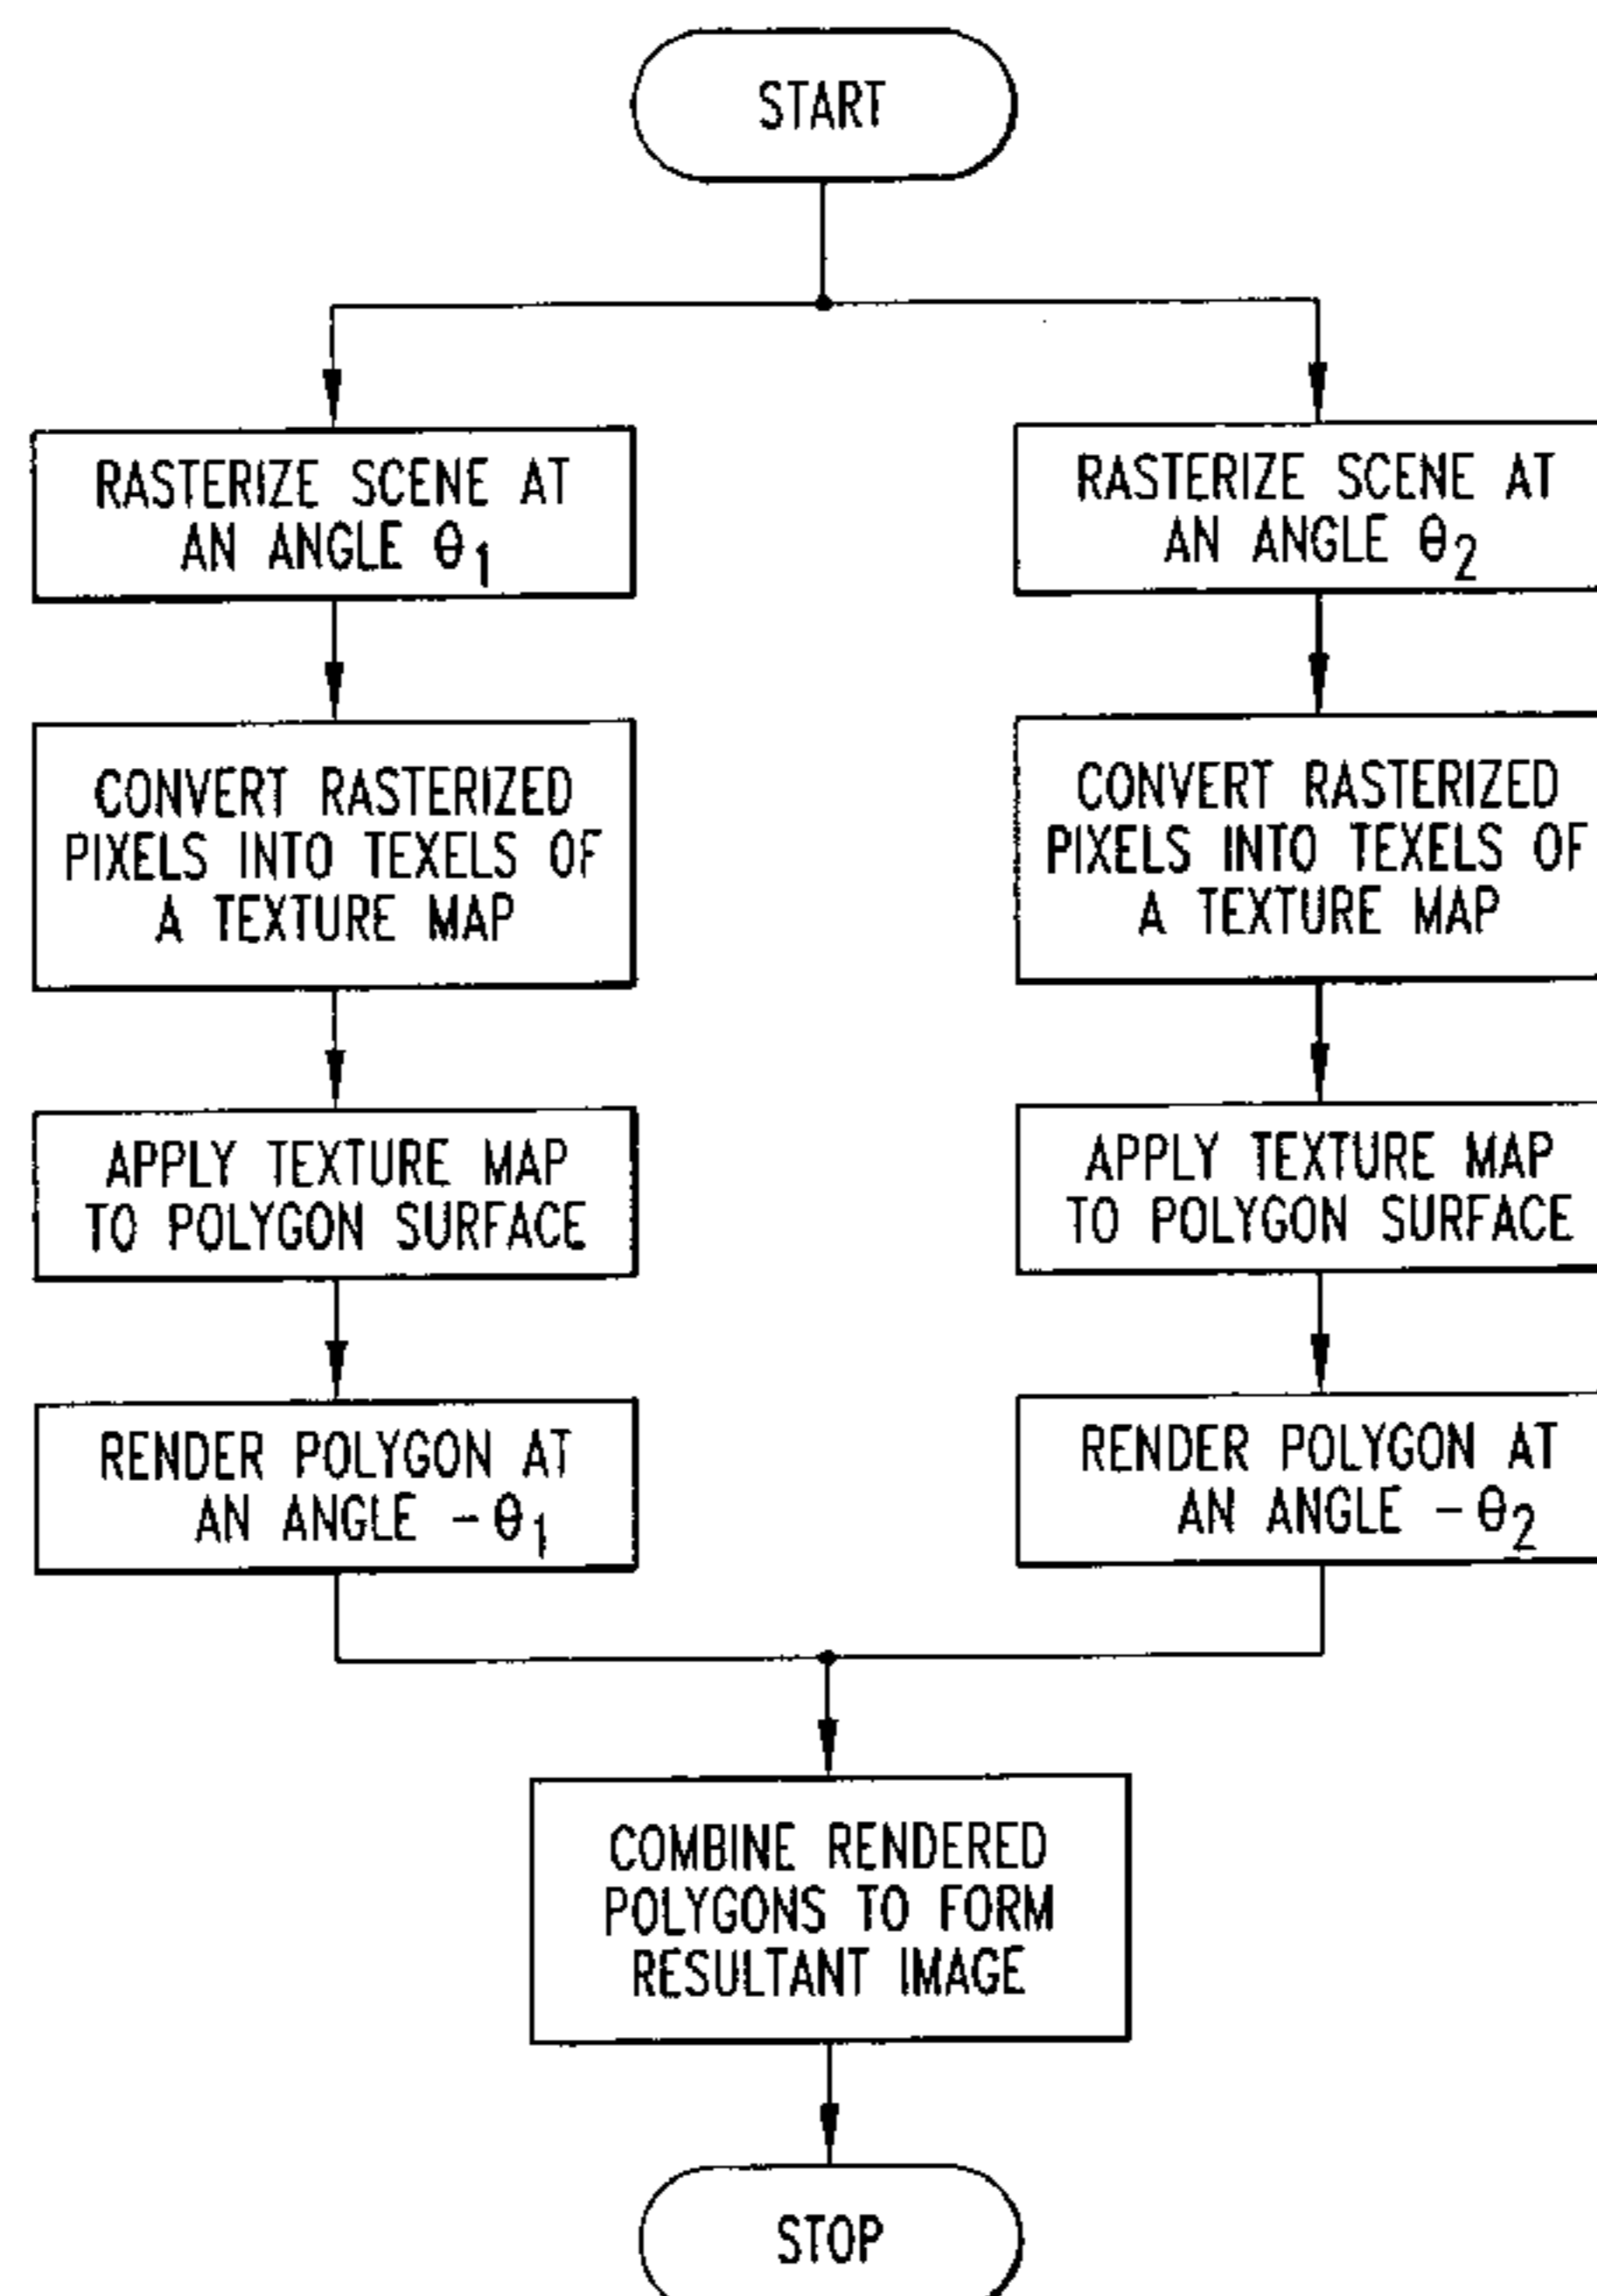 START
RASTERIZE SCENE AT
AN ANGLE θ1
CONVERT RASTERIZED
PIXELS INTO TEXELS OF
A TEXTURE MAP
APPLY TEXTURE MAP
TO POLYGON SURFACE
RENDER POLYGON AT
AN ANGLE -θ1
RASTERIZE SCENE AT
AN ANGLE θ2
CONVERT RASTERIZED
PIXELS INTO TEXELS OF
A TEXTURE MAP
APPLY TEXTURE MAP
TO POLYGON SURFACE
RENDER POLYGON AT
AN ANGLE -θ2
COMBINE RENDERED
POLYGONS TO FORM
RESULTANT IMAGE
STOP